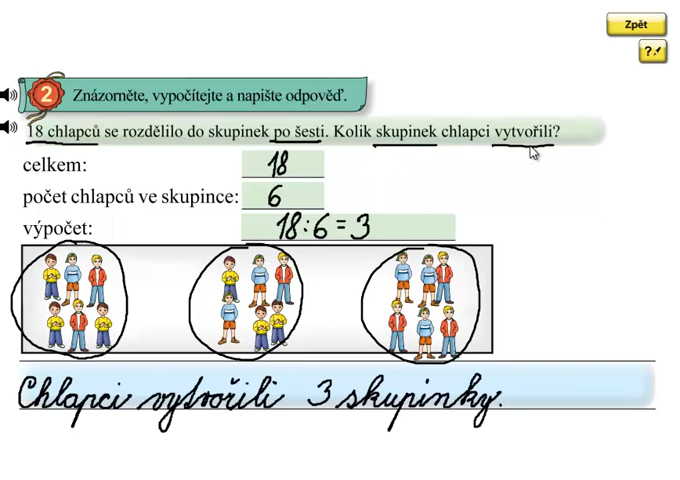 Zpět
?
2 Znázorněte, vypočítejte a napište odpověď.
18 chlapců se rozdělilo do skupinek po šesti. Kolik skupinek chlapci vytvořili?
celkem: 18
počet chlapců ve skupince: 6
výpočet: 18:6=3
Chlapci vytvořili 3 skupinky.